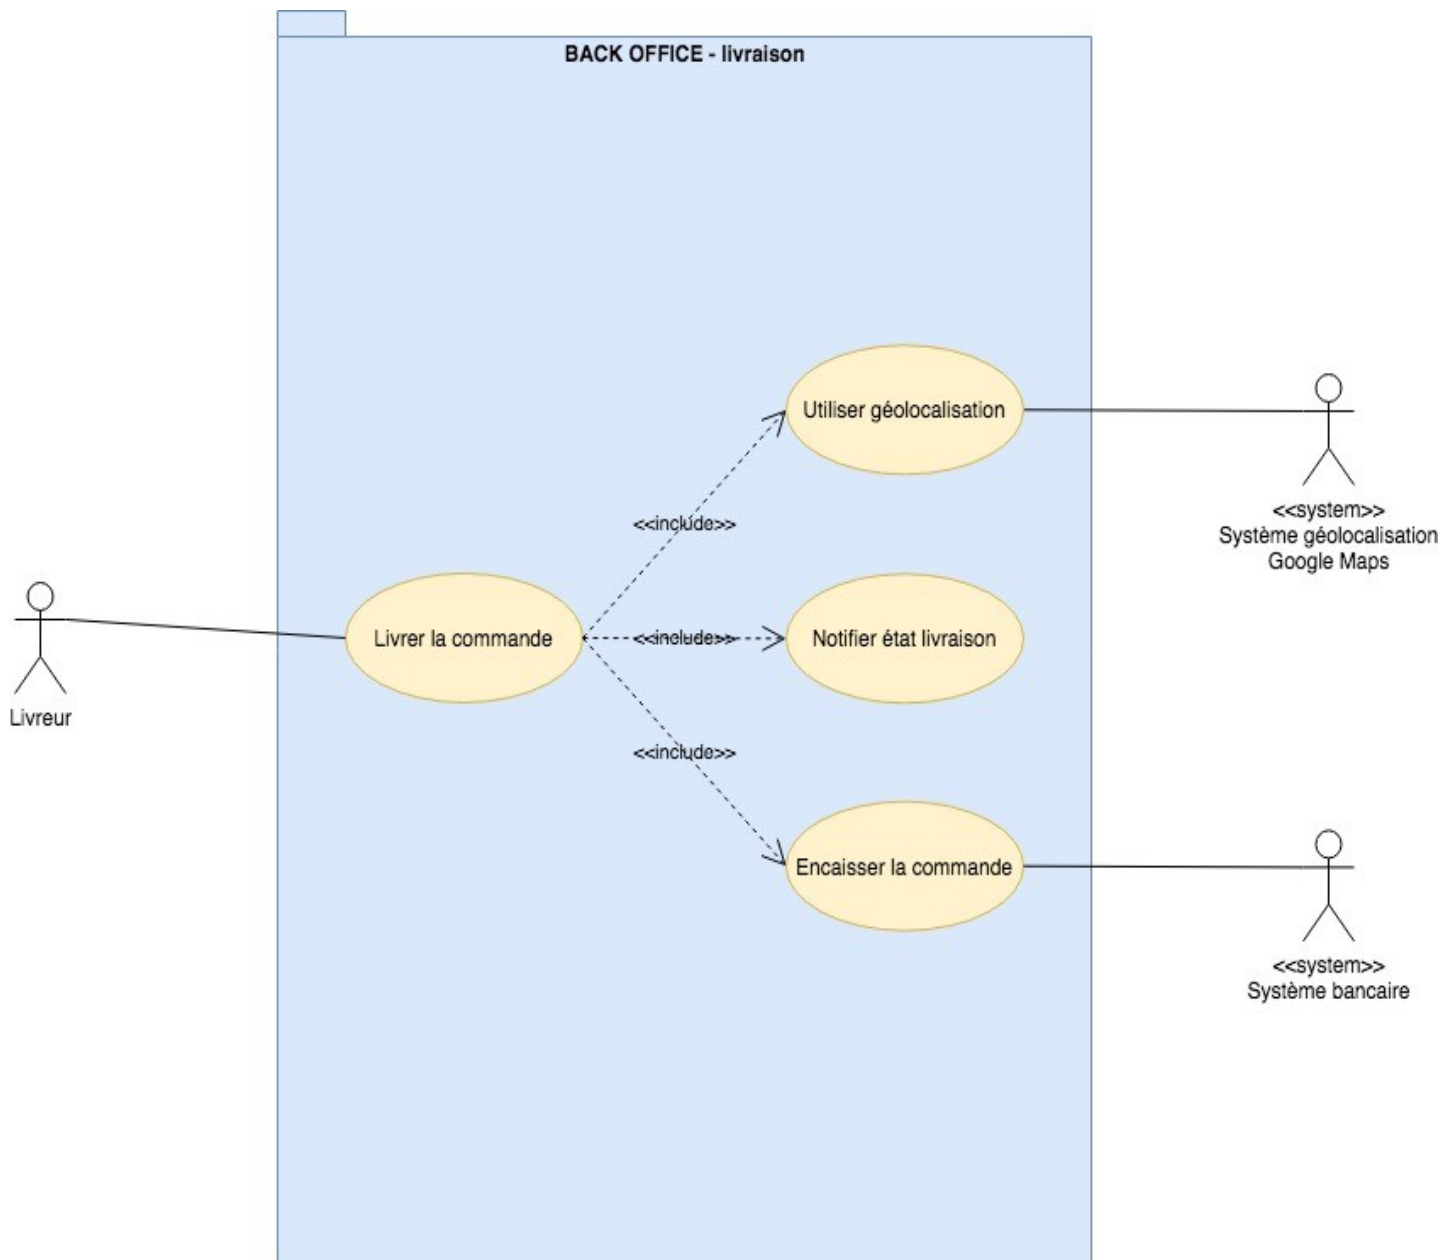 BACK OFFICE - livraison
Utiliser géolocalisation
<<system>>
Système géolocalisation
Google Maps
<<include>>
Livrer la commande
<<include>>
Notifier état livraison
Livreur
<<include>>
Encaisser la commande
<<system>>
Système bancaire